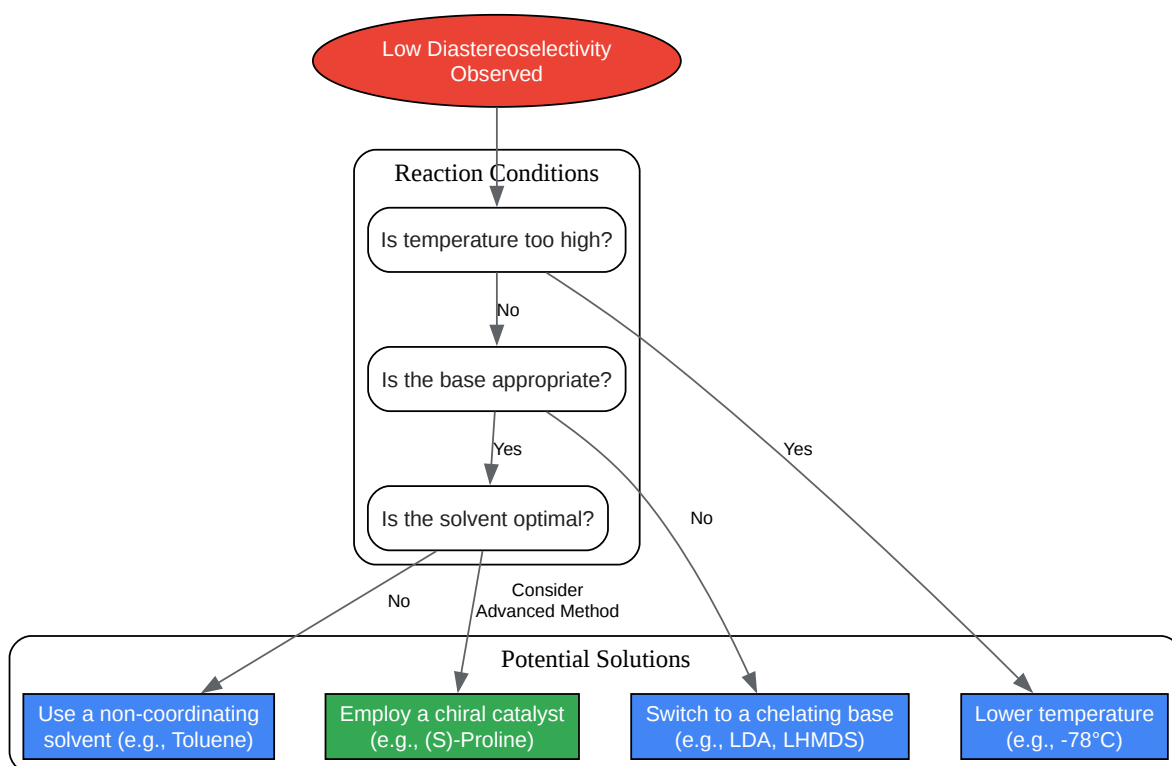 Low Diastereoselectivity
Observed
Reaction Conditions
Is temperature too high?
No
Is the base appropriate?
Yes
Yes
Is the solvent optimal?
No
No
Consider
Advanced Method
Potential Solutions
Use a non-coordinating
solvent (e.g., Toluene)
Employ a chiral catalyst
(e.g., (S)-Proline)
Switch to a chelating base
(e.g., LDA, LHMDS)
Lower temperature
(e.g., -78°C)